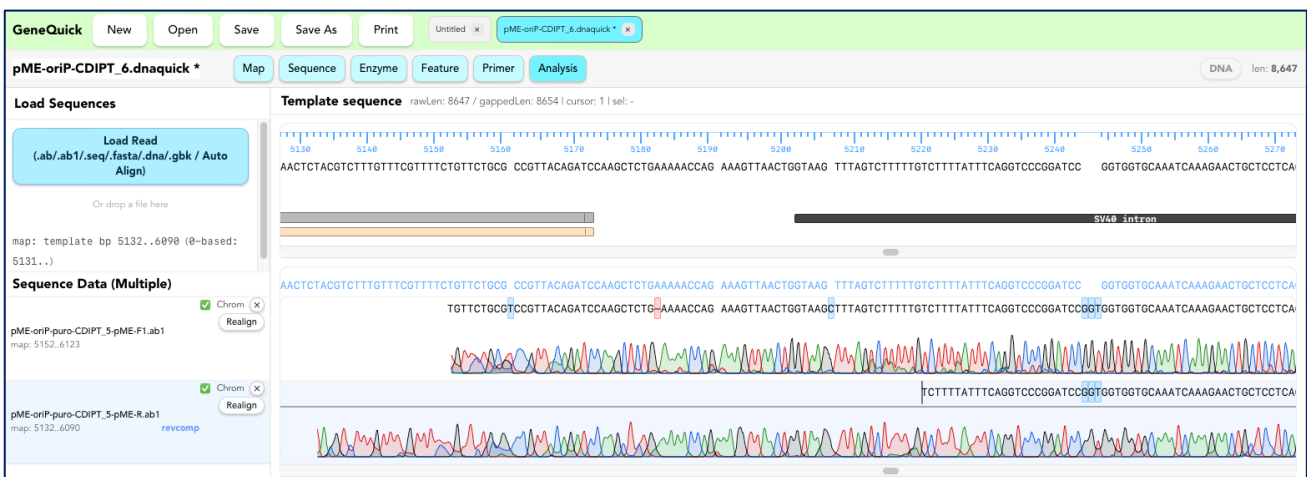 GeneQuick New Open Save Save As Print Untitled x pME-oriP-CDIPT_6.dnaquick * x
pME-oriP-CDIPT_6.dnaquick * Map Sequence Enzyme Feature Primer Analysis DNA len: 8,647
Load Sequences
Load Read
(.ab/.ab1/.seq/.fasta/.dna/.gbk / Auto
Align)
Or drop a file here
map: template bp 5132..6090 (0-based:
5131..)
Sequence Data (Multiple)
Chrom x
Realign
pME-oriP-puro-CDIPT_5-pME-F1.ab1
map: 5152..6123
Chrom x
Realign
pME-oriP-puro-CDIPT_5-pME-R.ab1
map: 5132..6090 revcomp
Template sequence rawLen: 8647 / gappedLen: 8654 | cursor: 1 | sel: -
5130 5140 5150 5160 5170 5180 5190 5200 5210 5220 5230 5240 5250 5260 5270
AACTCTACGTCTTTGTTTCGTTTTCTGTTCTGCG CCGTTACAGATCCAAGCTCTGAAAAACCAG AAAGTTAACTGGTAAG TTTAGTCTTTTTGTCTTTTATTTCAGGTCCCGGATCC GGTGGTGCAAATCAAAGAACTGCTCCTCA
SV40 intron
AACTCTACGTCTTTGTTTCGTTTTCTGTTCTGCG CCGTTACAGATCCAAGCTCTGAAAAACCAG AAAGTTAACTGGTAAG TTTAGTCTTTTTGTCTTTTATTTCAGGTCCCGGATCC GGTGGTGCAAATCAAAGAACTGCTCCTCA
TGTTCTGCGTCCGTTACAGATCCAAGCTCTG-AAAACCAG AAAGTTAACTGGTAAGCTTTAGTCTTTTTGTCTTTTATTTCAGGTCCCGGATCCGGTGGTGGTGCAAATCAAAGAACTGCTCCTCA
TCTTTTATTTCAGGTCCCGGATCCGGTGGTGGTGCAAATCAAAGAACTGCTCCTCA